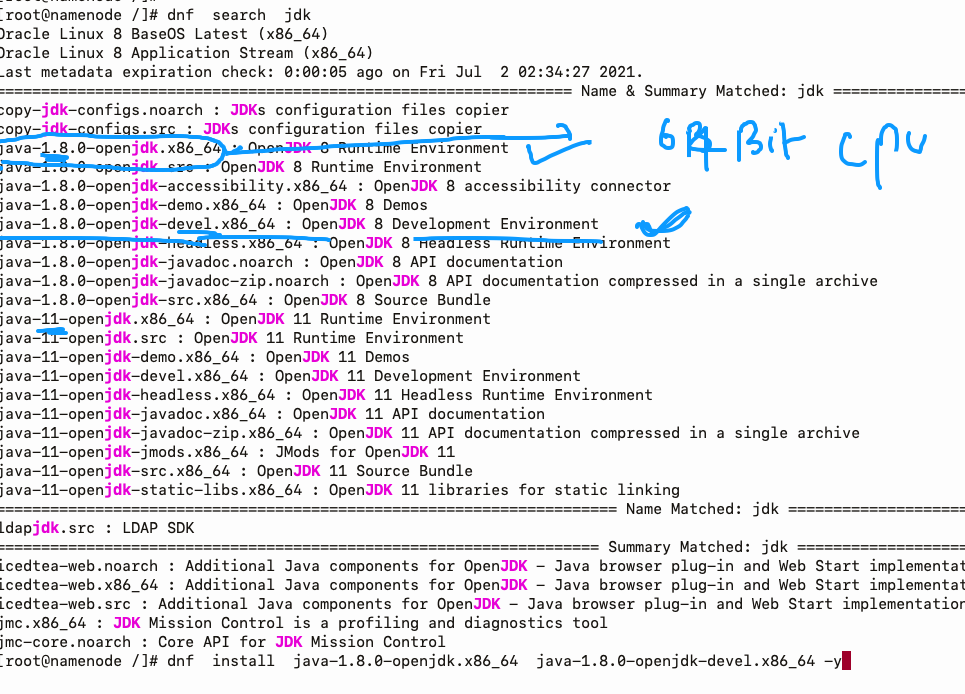 [root@namenode /]# dnf  search  jdk
Oracle Linux 8 BaseOS Latest (x86_64)
Oracle Linux 8 Application Stream (x86_64)
Last metadata expiration check: 0:00:05 ago on Fri Jul  2 02:34:27 2021.
=============================================================== Name & Summary Matched: jdk ===============
copy-jdk-configs.noarch : JDKs configuration files copier
copy-jdk-configs.src : JDKs configuration files copier
java-1.8.0-openjdk.x86_64 : OpenJDK 8 Runtime Environment 64 Bit cpu
java-1.8.0-openjdk.src : OpenJDK 8 Runtime Environment
java-1.8.0-openjdk-accessibility.x86_64 : OpenJDK 8 accessibility connector
java-1.8.0-openjdk-demo.x86_64 : OpenJDK 8 Demos
java-1.8.0-openjdk-devel.x86_64 : OpenJDK 8 Development Environment
java-1.8.0-openjdk-headless.x86_64 : OpenJDK 8 Headless Runtime Environment
java-1.8.0-openjdk-javadoc.noarch : OpenJDK 8 API documentation
java-1.8.0-openjdk-javadoc-zip.noarch : OpenJDK 8 API documentation compressed in a single archive
java-1.8.0-openjdk-src.x86_64 : OpenJDK 8 Source Bundle
java-11-openjdk.x86_64 : OpenJDK 11 Runtime Environment
java-11-openjdk.src : OpenJDK 11 Runtime Environment
java-11-openjdk-demo.x86_64 : OpenJDK 11 Demos
java-11-openjdk-devel.x86_64 : OpenJDK 11 Development Environment
java-11-openjdk-headless.x86_64 : OpenJDK 11 Headless Runtime Environment
java-11-openjdk-javadoc.x86_64 : OpenJDK 11 API documentation
java-11-openjdk-javadoc-zip.x86_64 : OpenJDK 11 API documentation compressed in a single archive
java-11-openjdk-jmods.x86_64 : JMods for OpenJDK 11
java-11-openjdk-src.x86_64 : OpenJDK 11 Source Bundle
java-11-openjdk-static-libs.x86_64 : OpenJDK 11 libraries for static linking
==================================================================== Name Matched: jdk ====================
ldapjdk.src : LDAP SDK
================================================================== Summary Matched: jdk ===================
icedtea-web.noarch : Additional Java components for OpenJDK - Java browser plug-in and Web Start implementat
icedtea-web.x86_64 : Additional Java components for OpenJDK - Java browser plug-in and Web Start implementat
icedtea-web.src : Additional Java components for OpenJDK - Java browser plug-in and Web Start implementation
jmc.x86_64 : JDK Mission Control is a profiling and diagnostics tool
jmc-core.noarch : Core API for JDK Mission Control
[root@namenode /]# dnf  install  java-1.8.0-openjdk.x86_64  java-1.8.0-openjdk-devel.x86_64 -y